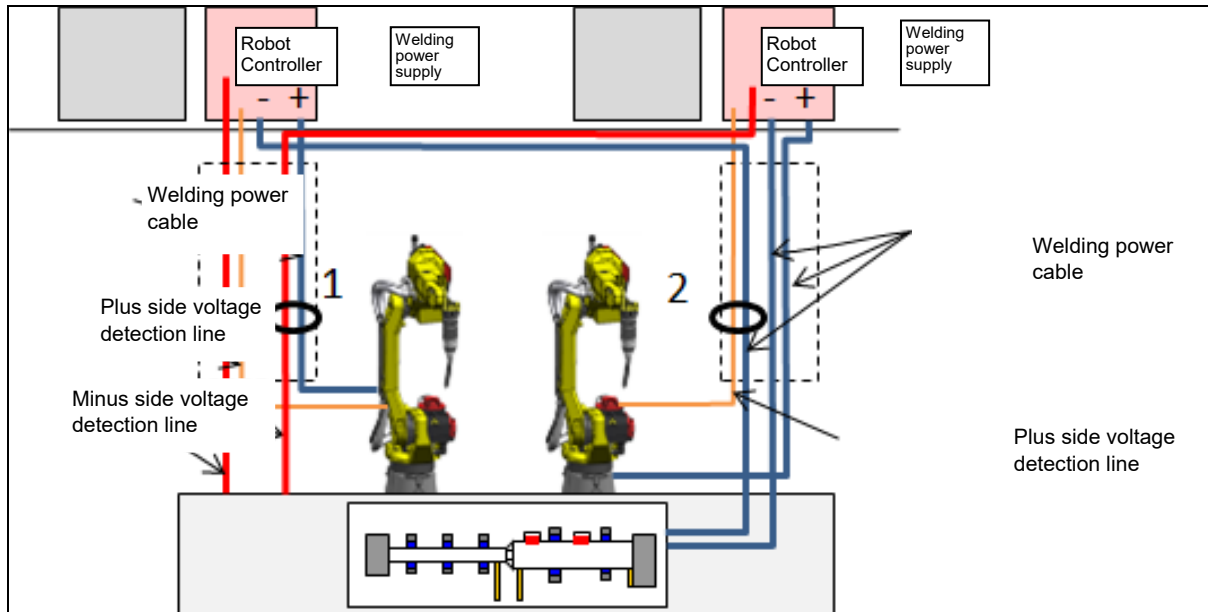 Robot
Controller
Welding
power
supply
Robot
Controller
Welding
power
supply
- +
- +
Welding power
cable
1
2
Welding power
cable
Plus side voltage
detection line
Minus side voltage
detection line
Plus side voltage
detection line